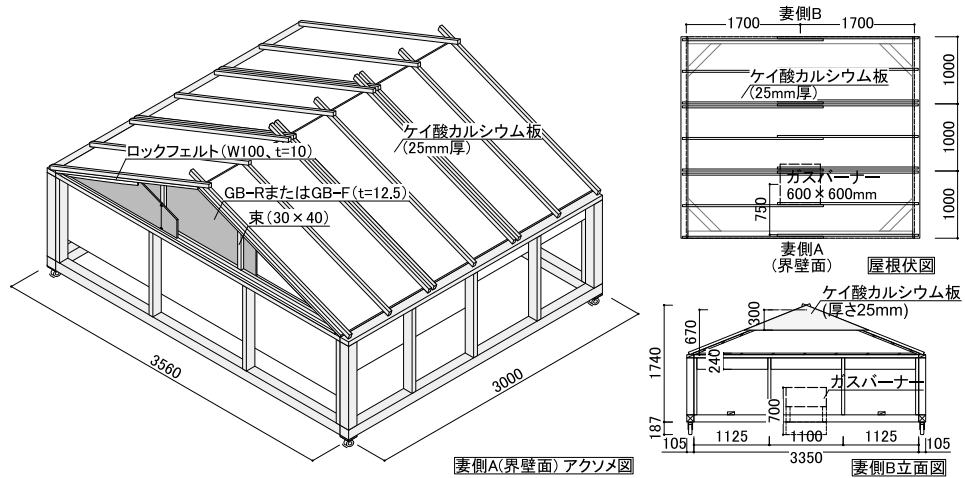 ロックフェルト(W100、t=10)
ケイ酸カルシウム板
(25mm厚)
GB-RまたはGB-F(t=12.5)
束(30×40)
3560
3000
妻側A(界壁面) アクソメ図
妻側B
1700
1700
ケイ酸カルシウム板
(25mm厚)
1000
1000
1000
ガスバーナー
600×600mm
750
妻側A
(界壁面)
屋根伏図
ケイ酸カルシウム板
(厚さ25mm)
300
670
240
1740
187
ガスバーナー
700
105
1125
1100
1125
105
3350
妻側B立面図